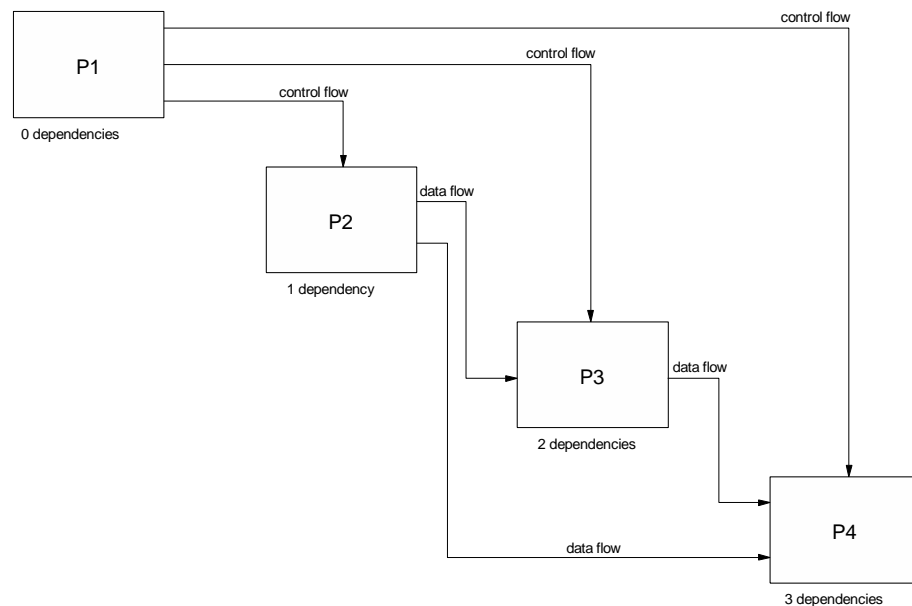 control flow
P1
control flow
control flow
0 dependencies
data flow
P2
1 dependency
data flow
P3
2 dependencies
P4
data flow
3 dependencies